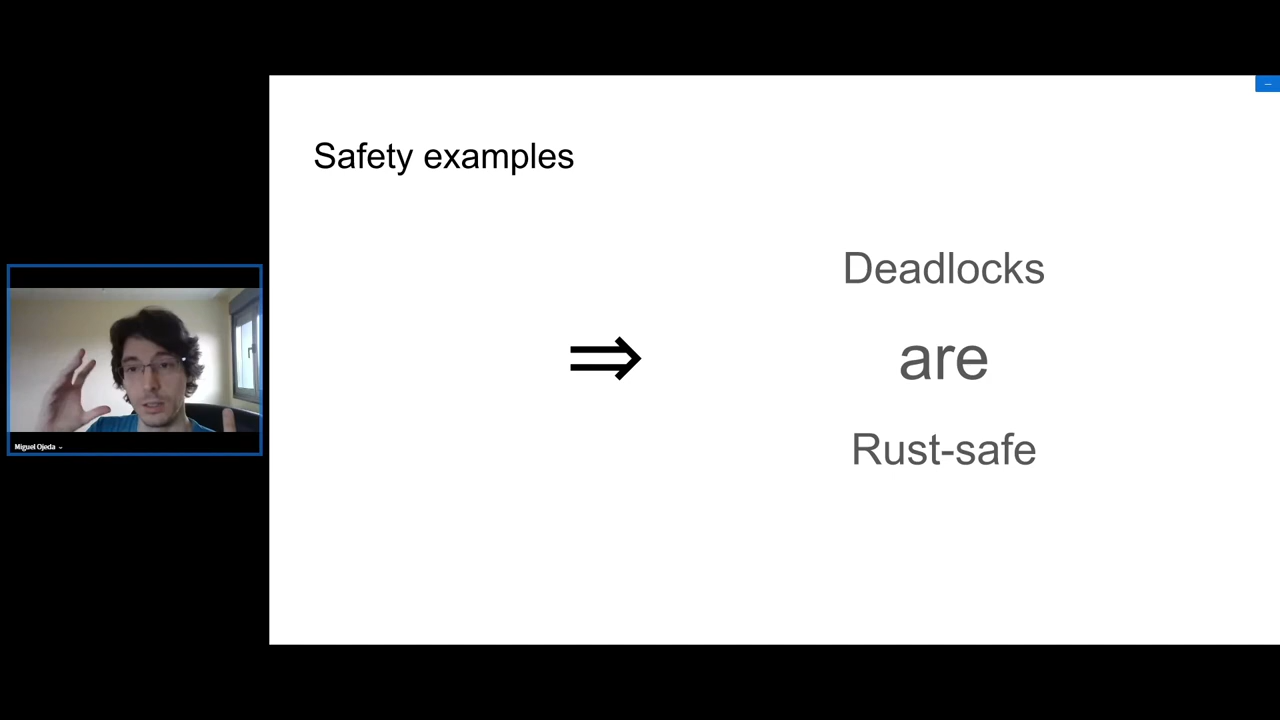 Safety examples
Deadlocks
⇒
are
Rust-safe
Miguel Ojeda